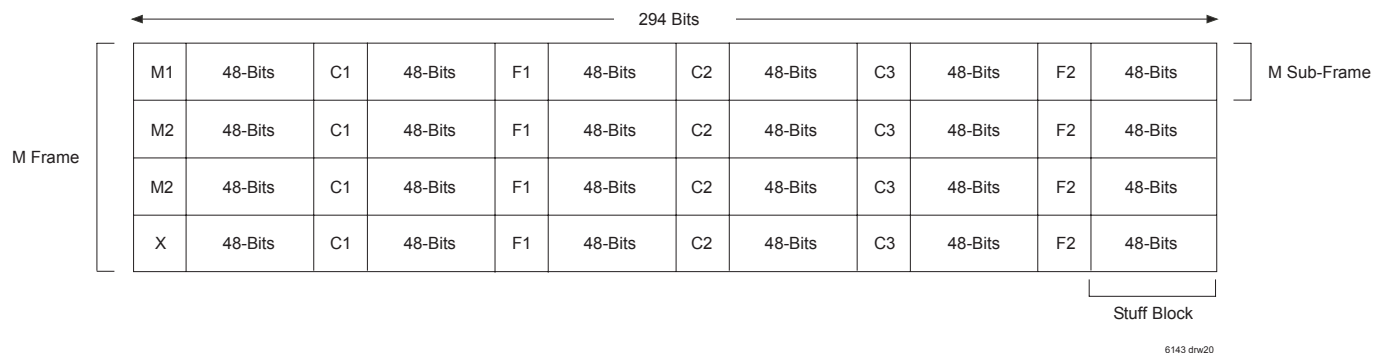 294 Bits
M1 48-Bits C1 48-Bits F1 48-Bits C2 48-Bits C3 48-Bits F2 48-Bits M Sub-Frame
M2 48-Bits C1 48-Bits F1 48-Bits C2 48-Bits C3 48-Bits F2 48-Bits
M Frame
M2 48-Bits C1 48-Bits F1 48-Bits C2 48-Bits C3 48-Bits F2 48-Bits
X 48-Bits C1 48-Bits F1 48-Bits C2 48-Bits C3 48-Bits F2 48-Bits
Stuff Block
6143 drw20